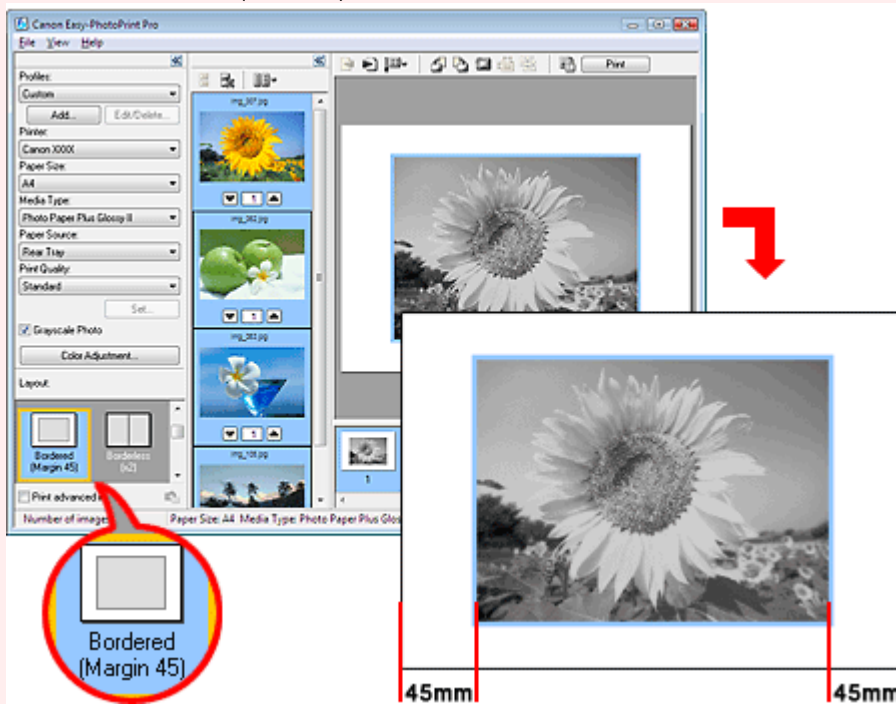 Canon Easy-PhotoPrint Pro
File View Help
Profiles:
Custom
Add... Edit/Delete...
Printer:
Canon XXXX
Paper Size:
A4
Media Type:
Photo Paper Plus Glossy II
Paper Source:
Rear Tray
Print Quality:
Standard
Set...
Grayscale Photo
Color Adjustment...
Layout:
Bordered
(Margin 45)
Borderless
(x2)
Print advanced
Number of images
Paper Size: A4 Media Type: Photo Paper Plus Glos
1
1
1
Print
1
Bordered
(Margin 45)
45mm
45mm